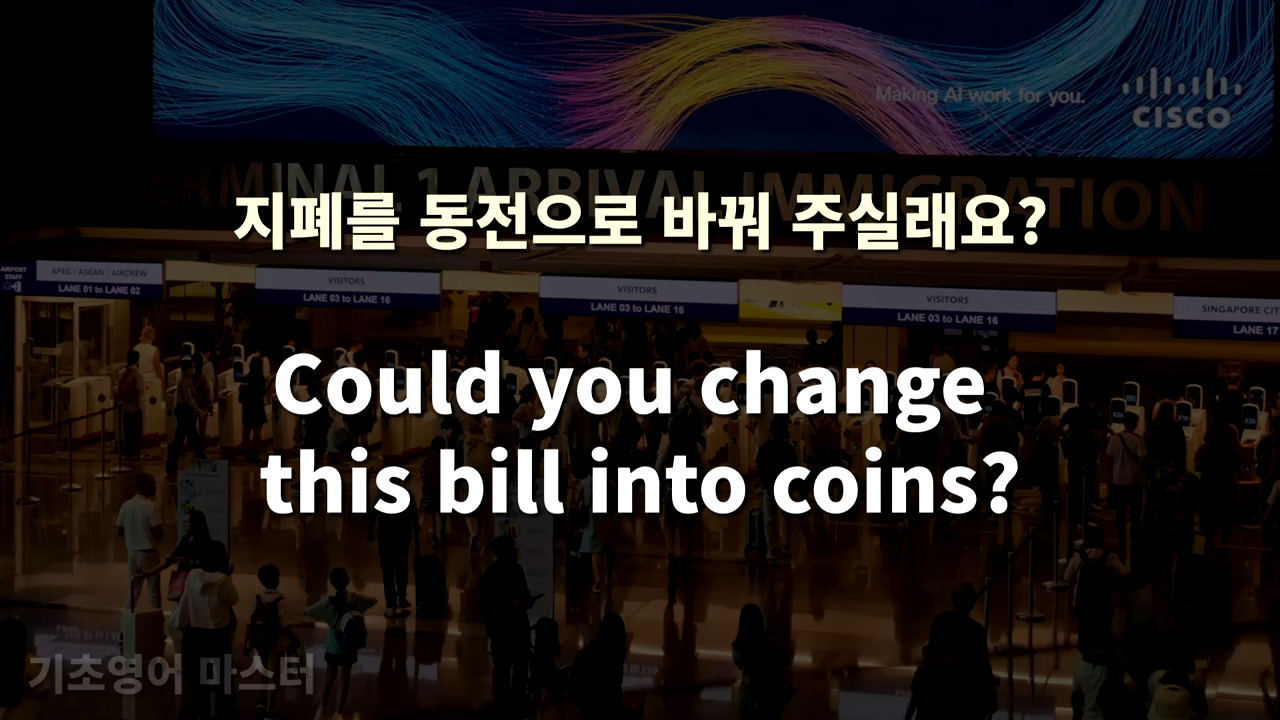 Making AI work for you.
CISCO
TERMINAL 1 ARRIVAL IMMIGRATION
지폐를 동전으로 바꿔 주실래요?
AIRPORT
STAFF
APEC / ASEAN / AIRCREW
LANE 01 to LANE 02
VISITORS
LANE 03 to LANE 16
VISITORS
LANE 03 to LANE 16
VISITORS
LANE 03 to LANE 16
SINGAPORE CIT
LANE 17
Could you change
this bill into coins?
기초영어 마스터